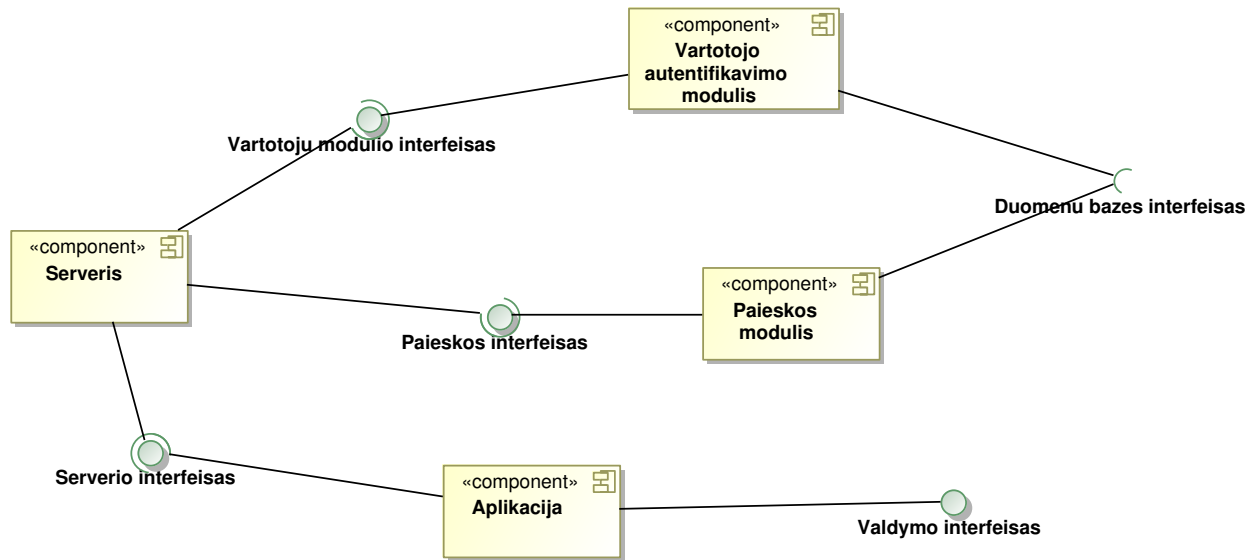 «component»
Vartotojo
autentifikavimo
modulis
Vartotoju modulio interfeisas
Duomenu bazes interfeisas
«component»
Serveris
«component»
Paieskos
modulis
Paieskos interfeisas
Serverio interfeisas
«component»
Aplikacija
Valdymo interfeisas